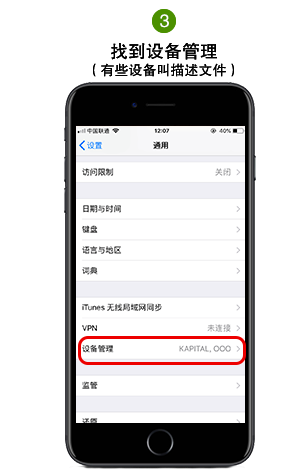 3
找到设备管理
（有些设备叫描述文件）
中国联通 12:07 40%
设置 通用
访问限制 关闭
日期与时间
键盘
语言与地区
词典
iTunes 无线局域网同步
VPN 未连接
设备管理 KAPITAL, OOO
监管
还原